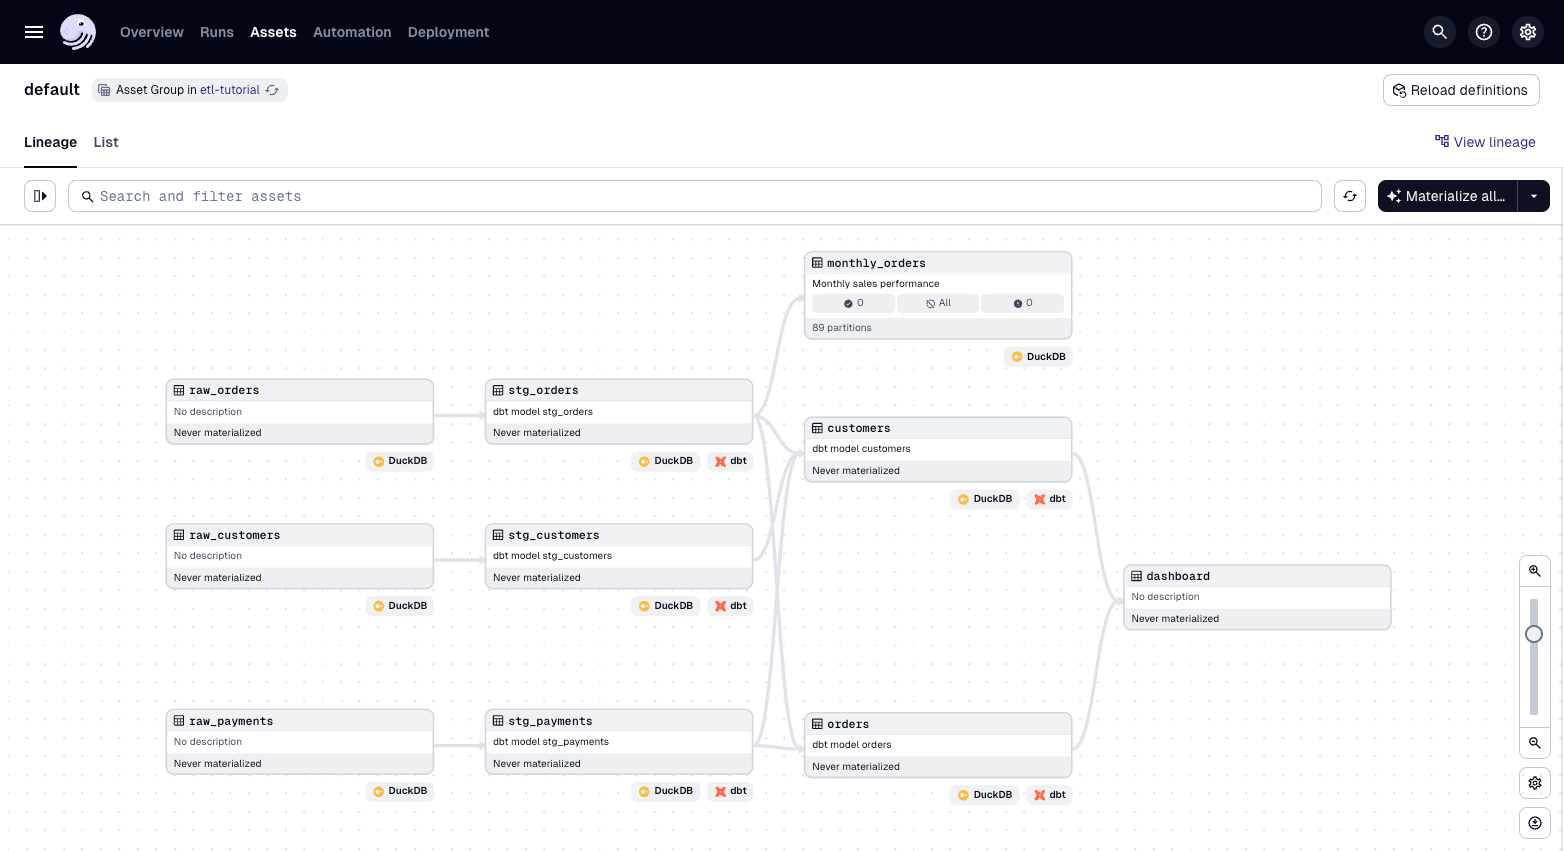 Overview Runs Assets Automation Deployment
default Asset Group in etl-tutorial
Reload definitions
Lineage List
View lineage
Search and filter assets
Materialize all...
monthly_orders
Monthly sales performance
0 All 0
89 partitions
DuckDB
raw_orders
No description
Never materialized
DuckDB
stg_orders
dbt model stg_orders
Never materialized
DuckDB dbt
customers
dbt model customers
Never materialized
DuckDB dbt
raw_customers
No description
Never materialized
DuckDB
stg_customers
dbt model stg_customers
Never materialized
DuckDB dbt
dashboard
No description
Never materialized
raw_payments
No description
Never materialized
DuckDB
stg_payments
dbt model stg_payments
Never materialized
DuckDB dbt
orders
dbt model orders
Never materialized
DuckDB dbt